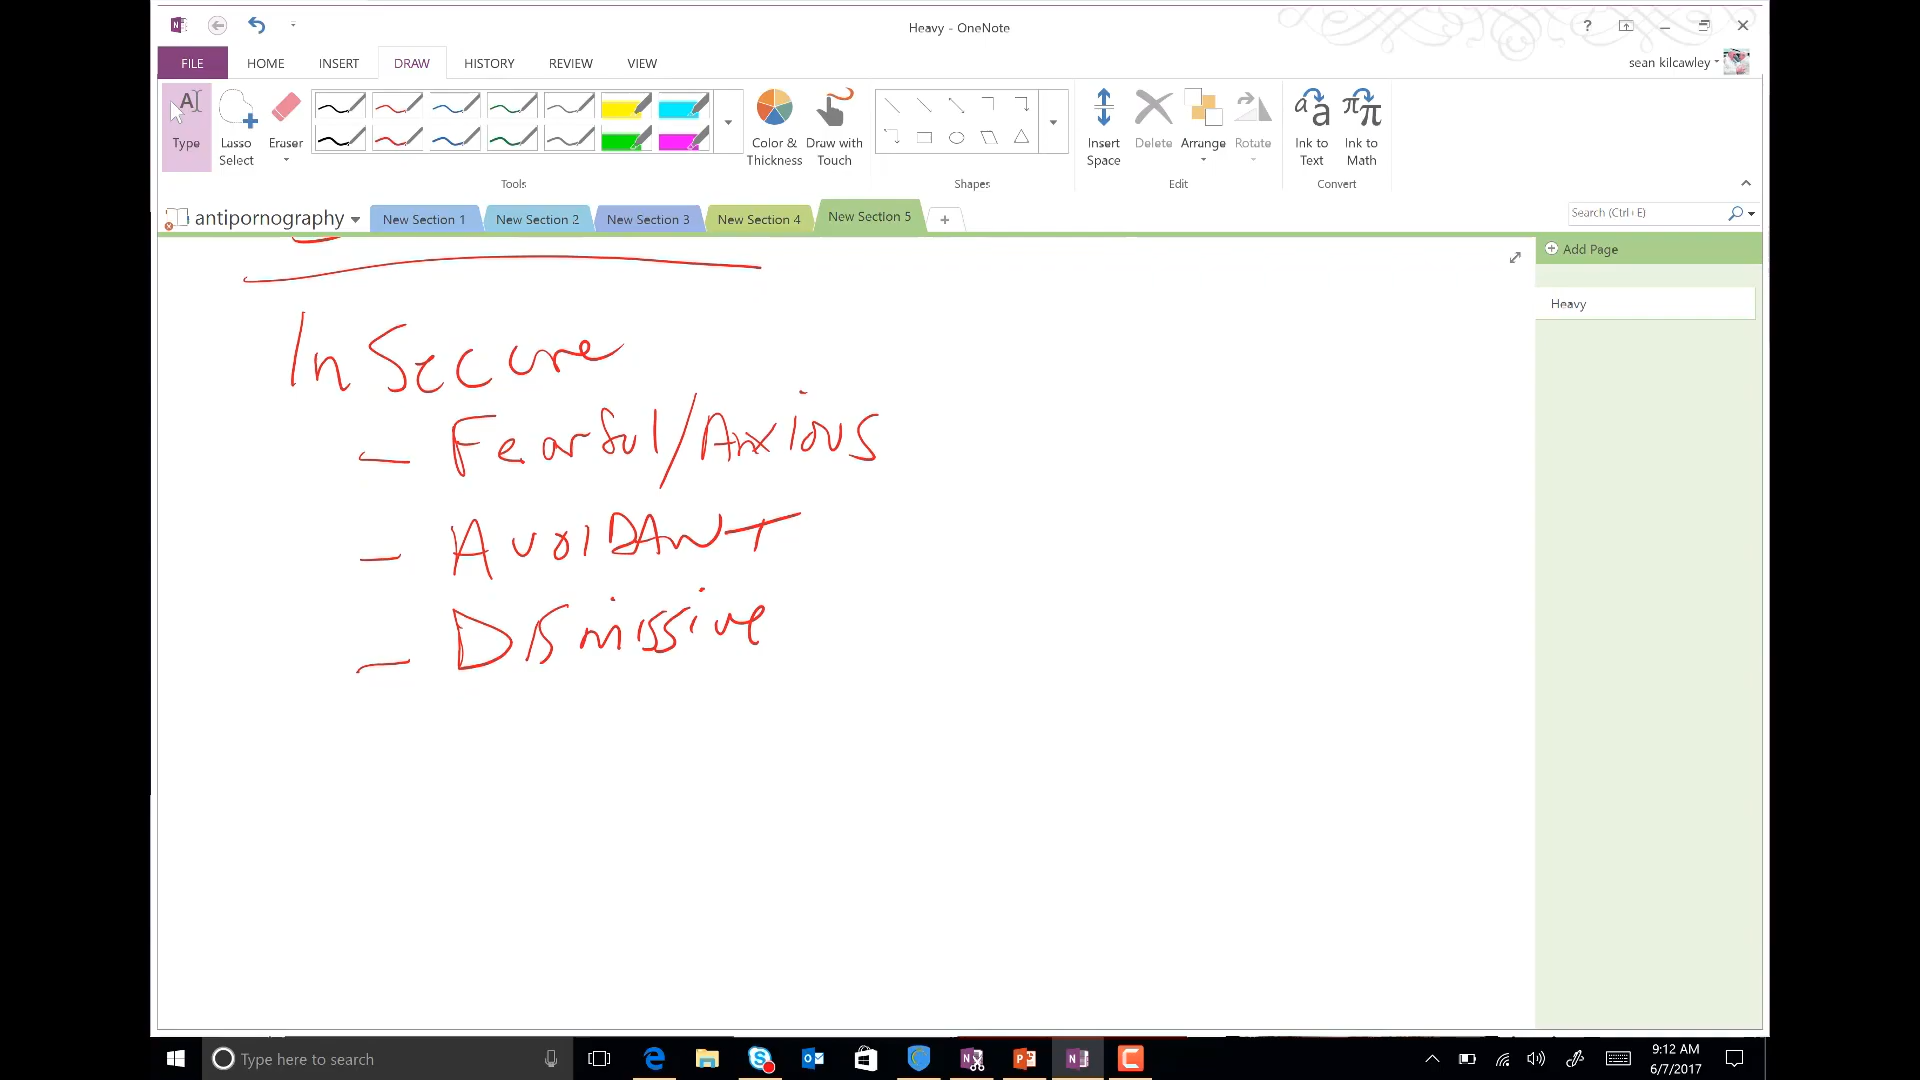 Heavy - OneNote
?
FILE HOME INSERT DRAW HISTORY REVIEW VIEW
sean kilcawley
Type
Lasso Select
Eraser
Color & Thickness
Draw with Touch
Insert Space
Delete
Arrange
Rotate
Ink to Text
Ink to Math
Tools Shapes Edit Convert
antipornography New Section 1 New Section 2 New Section 3 New Section 4 New Section 5 +
Search (Ctrl+E)
Add Page
Heavy
InSecure
- Fearful/Anxious
- AvoiDANT
- Dismissive
Type here to search
9:12 AM
6/7/2017